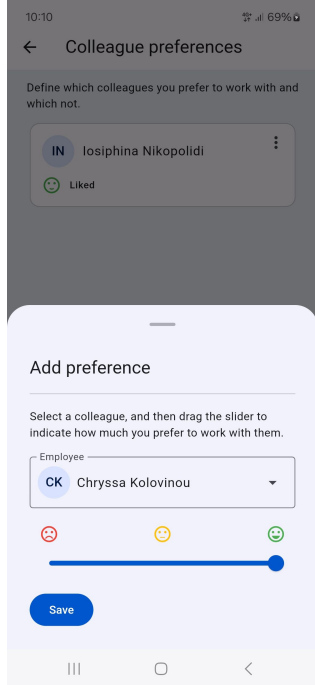 10:10
69%
Colleague preferences
Define which colleagues you prefer to work with and
which not.
IN
Iosiphina Nikopolidi
Liked
Add preference
Select a colleague, and then drag the slider to
indicate how much you prefer to work with them.
Employee
CK
Chryssa Kolovinou
Save